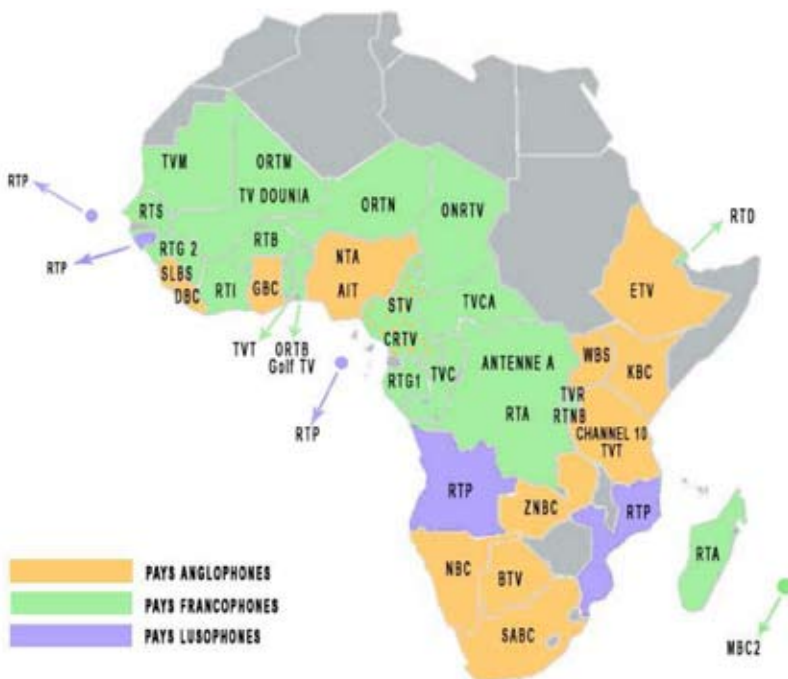 TVM
ORTM
RTP
TV DOUNIA
ORTN
ONRTV
RTS
RTD
RTG 2
RTB
RTP
NTA
SLBS
DBC
RTI
GBC
AIT
STV
TVCA
ETV
CRTV
TVT
ORTB
Golf TV
ANTENNE A
WBS
KBC
RTG1
TVC
TVR
RTA
RTNB
CHANNEL 10
TVT
RTP
RTP
ZNBC
RTP
RTA
NBC
BTV
SABC
MBC2
PAYS ANGLOPHONES
PAYS FRANCOPHONES
PAYS LUSOPHONES